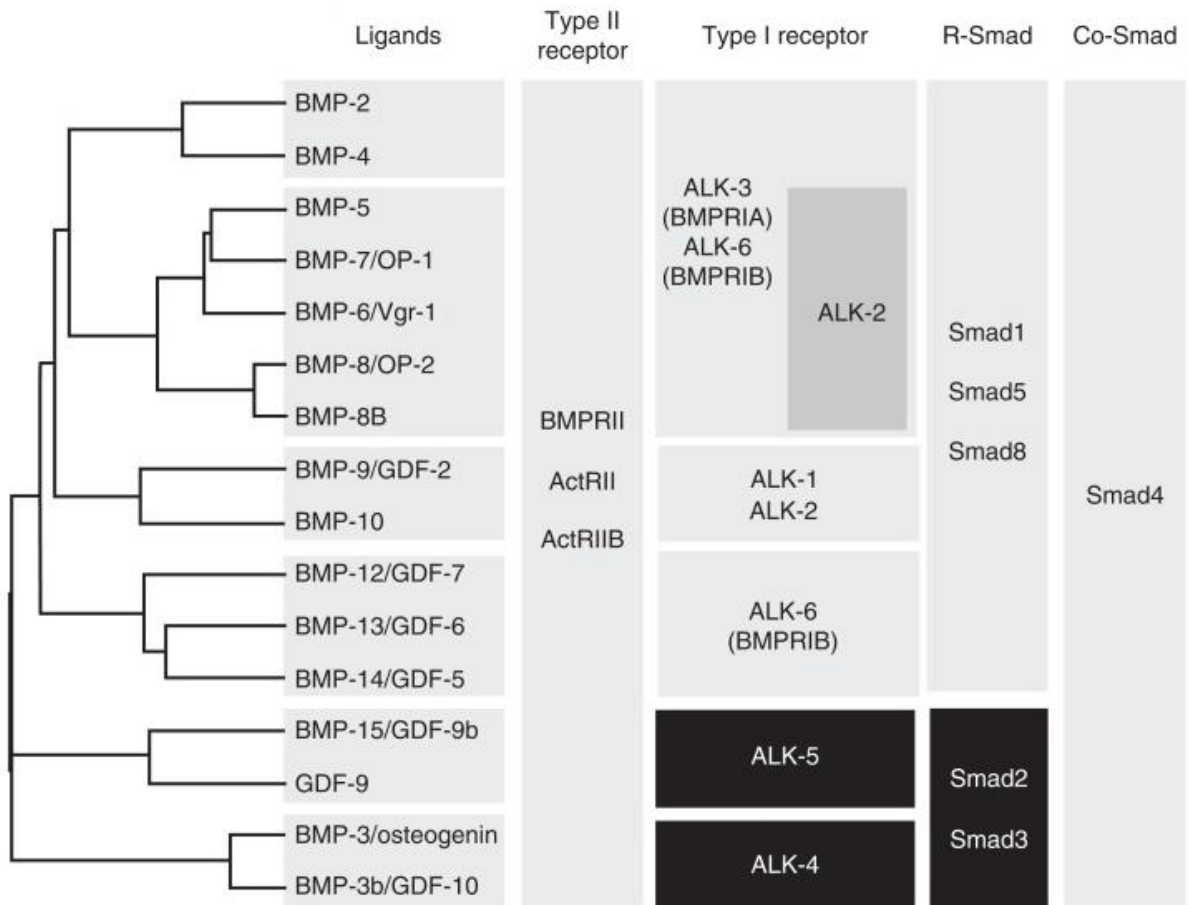 Ligands
Type II
receptor
Type I receptor
R-Smad
Co-Smad
BMP-2
BMP-4
BMP-5
BMP-7/OP-1
BMP-6/Vgr-1
BMP-8/OP-2
BMP-8B
BMP-9/GDF-2
BMP-10
BMP-12/GDF-7
BMP-13/GDF-6
BMP-14/GDF-5
BMP-15/GDF-9b
GDF-9
BMP-3/osteogenin
BMP-3b/GDF-10
BMPRII
ActRII
ActRIIB
ALK-3
(BMPRIA)
ALK-6
(BMPRIB)
ALK-2
ALK-1
ALK-2
ALK-6
(BMPRIB)
ALK-5
ALK-4
Smad1
Smad5
Smad8
Smad2
Smad3
Smad4